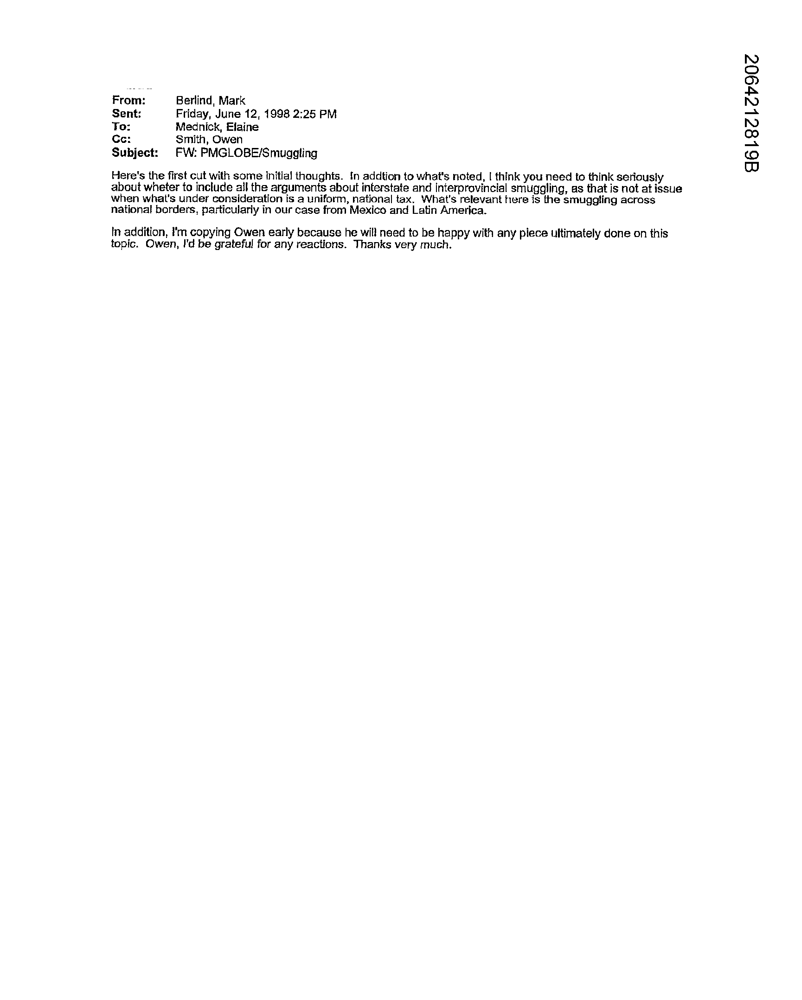 2064212819B
From: Berlind, Mark
Sent: Friday, June 12, 1998 2:25 PM
To: Mednick, Elaine
Cc: Smith, Owen
Subject: FW: PMGLOBE/Smuggling
Here's the first cut with some initial thoughts. In addtion to what's noted, I think you need to think seriously
about wheter to include all the arguments about interstate and interprovincial smuggling, as that is not at issue
when what's under consideration is a uniform, national tax. What's relevant here is the smuggling across
national borders, particularly in our case from Mexico and Latin America.
In addition, I'm copying Owen early because he will need to be happy with any piece ultimately done on this
topic. Owen, I'd be grateful for any reactions. Thanks very much.